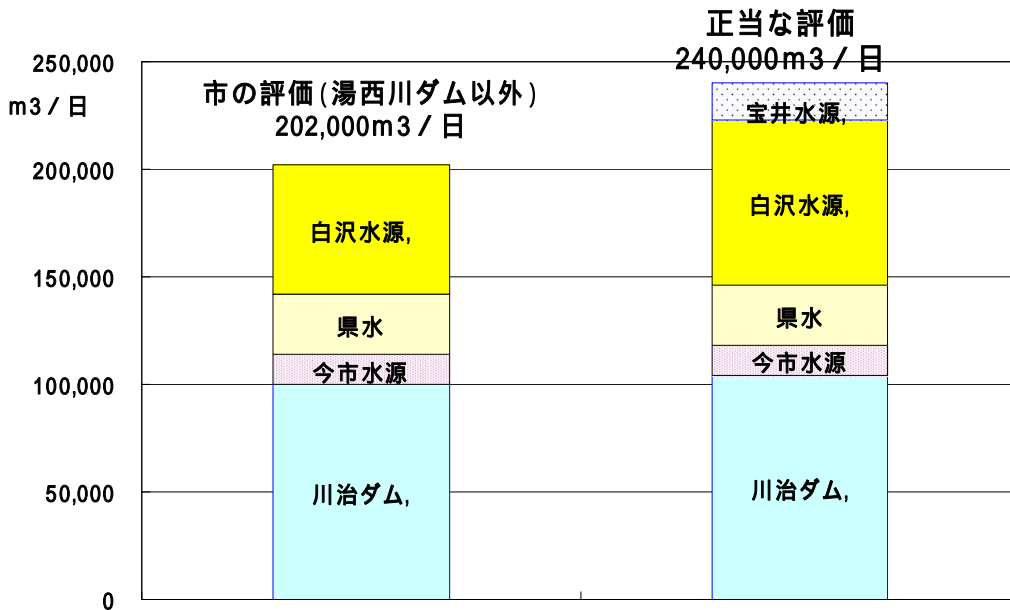 正当な評価
240,000m3/日
市の評価(湯西川ダム以外)
202,000m3/日
250,000
m3/日
200,000
150,000
100,000
50,000
0
白沢水源,
県水
今市水源
川治ダム,
宝井水源,
白沢水源,
県水
今市水源
川治ダム,